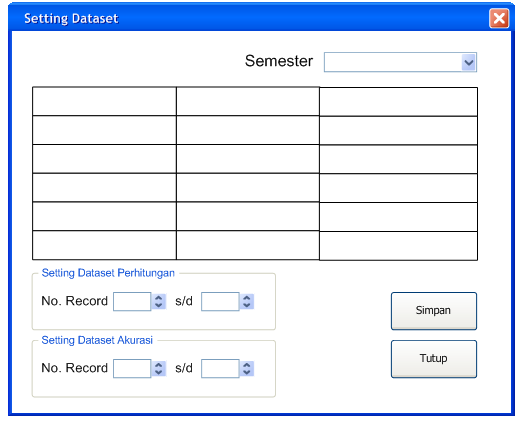 Setting Dataset
Semester
Setting Dataset Perhitungan
No. Record s/d
Simpan
Setting Dataset Akurasi
No. Record s/d
Tutup